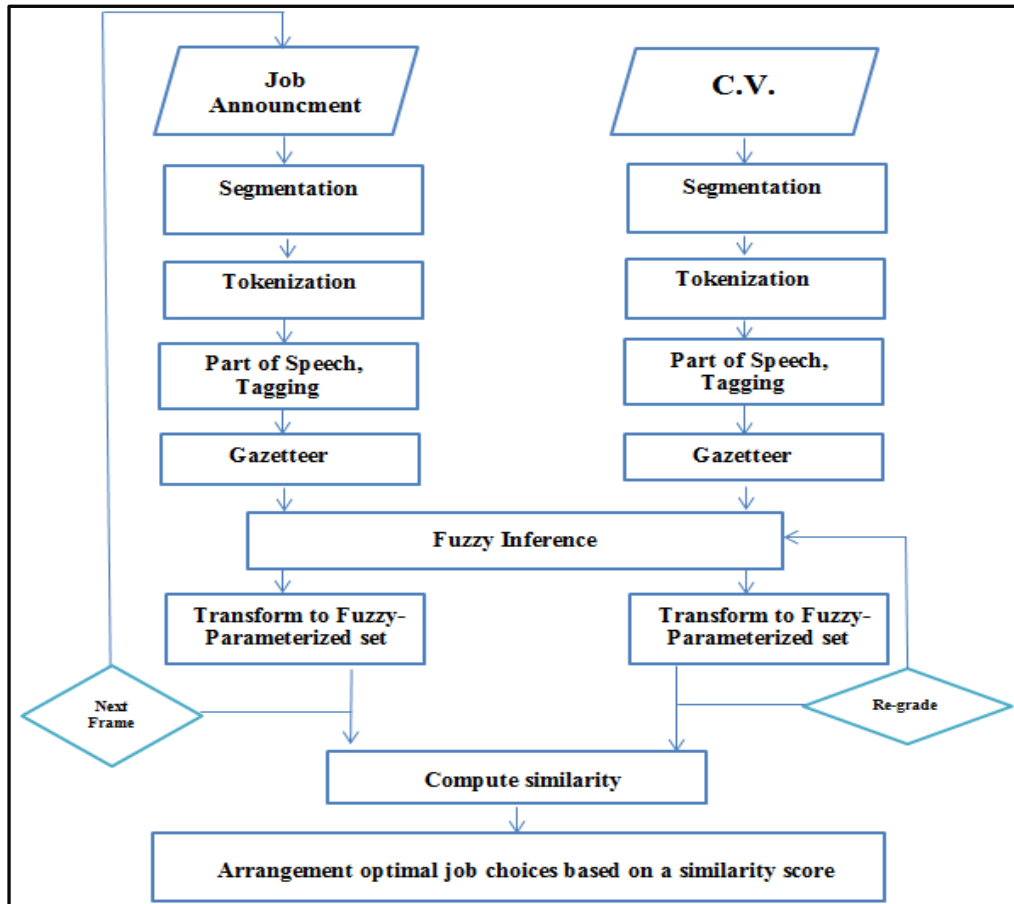 Job
Announcment
C.V.
Segmentation
Segmentation
Tokenization
Tokenization
Part of Speech,
Tagging
Part of Speech,
Tagging
Gazetteer
Gazetteer
Fuzzy Inference
Transform to Fuzzy-
Parameterized set
Transform to Fuzzy-
Parameterized set
Next
Frame
Re-grade
Compute similarity
Arrangement optimal job choices based on a similarity score